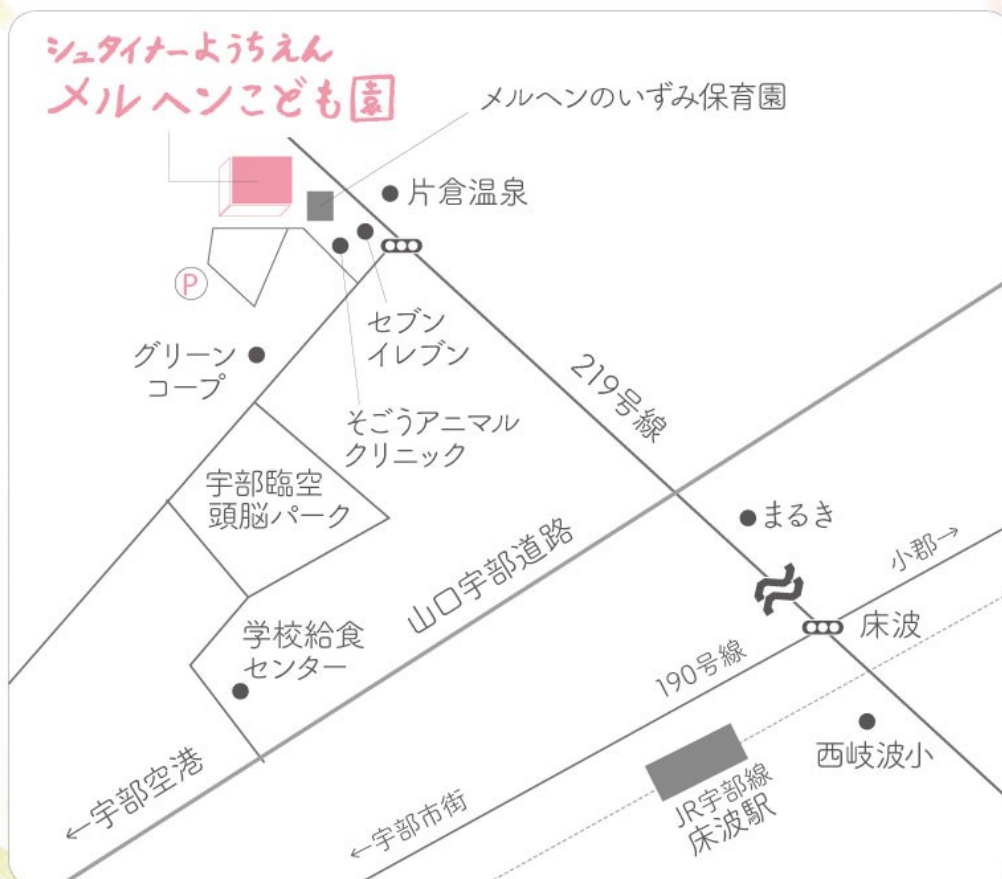 シュタイナーようちえん
メルヘンこども園
メルヘンのいずみ保育園
片倉温泉
P
セブン
イレブン
グリーン
コープ
そごうアニマル
クリニック
219号線
宇部臨空
頭脳パーク
まるき
山口宇部道路
小郡→
床波
学校給食
センター
190号線
西岐波小
←宇部空港
JR宇部線
床波駅
←宇部市街